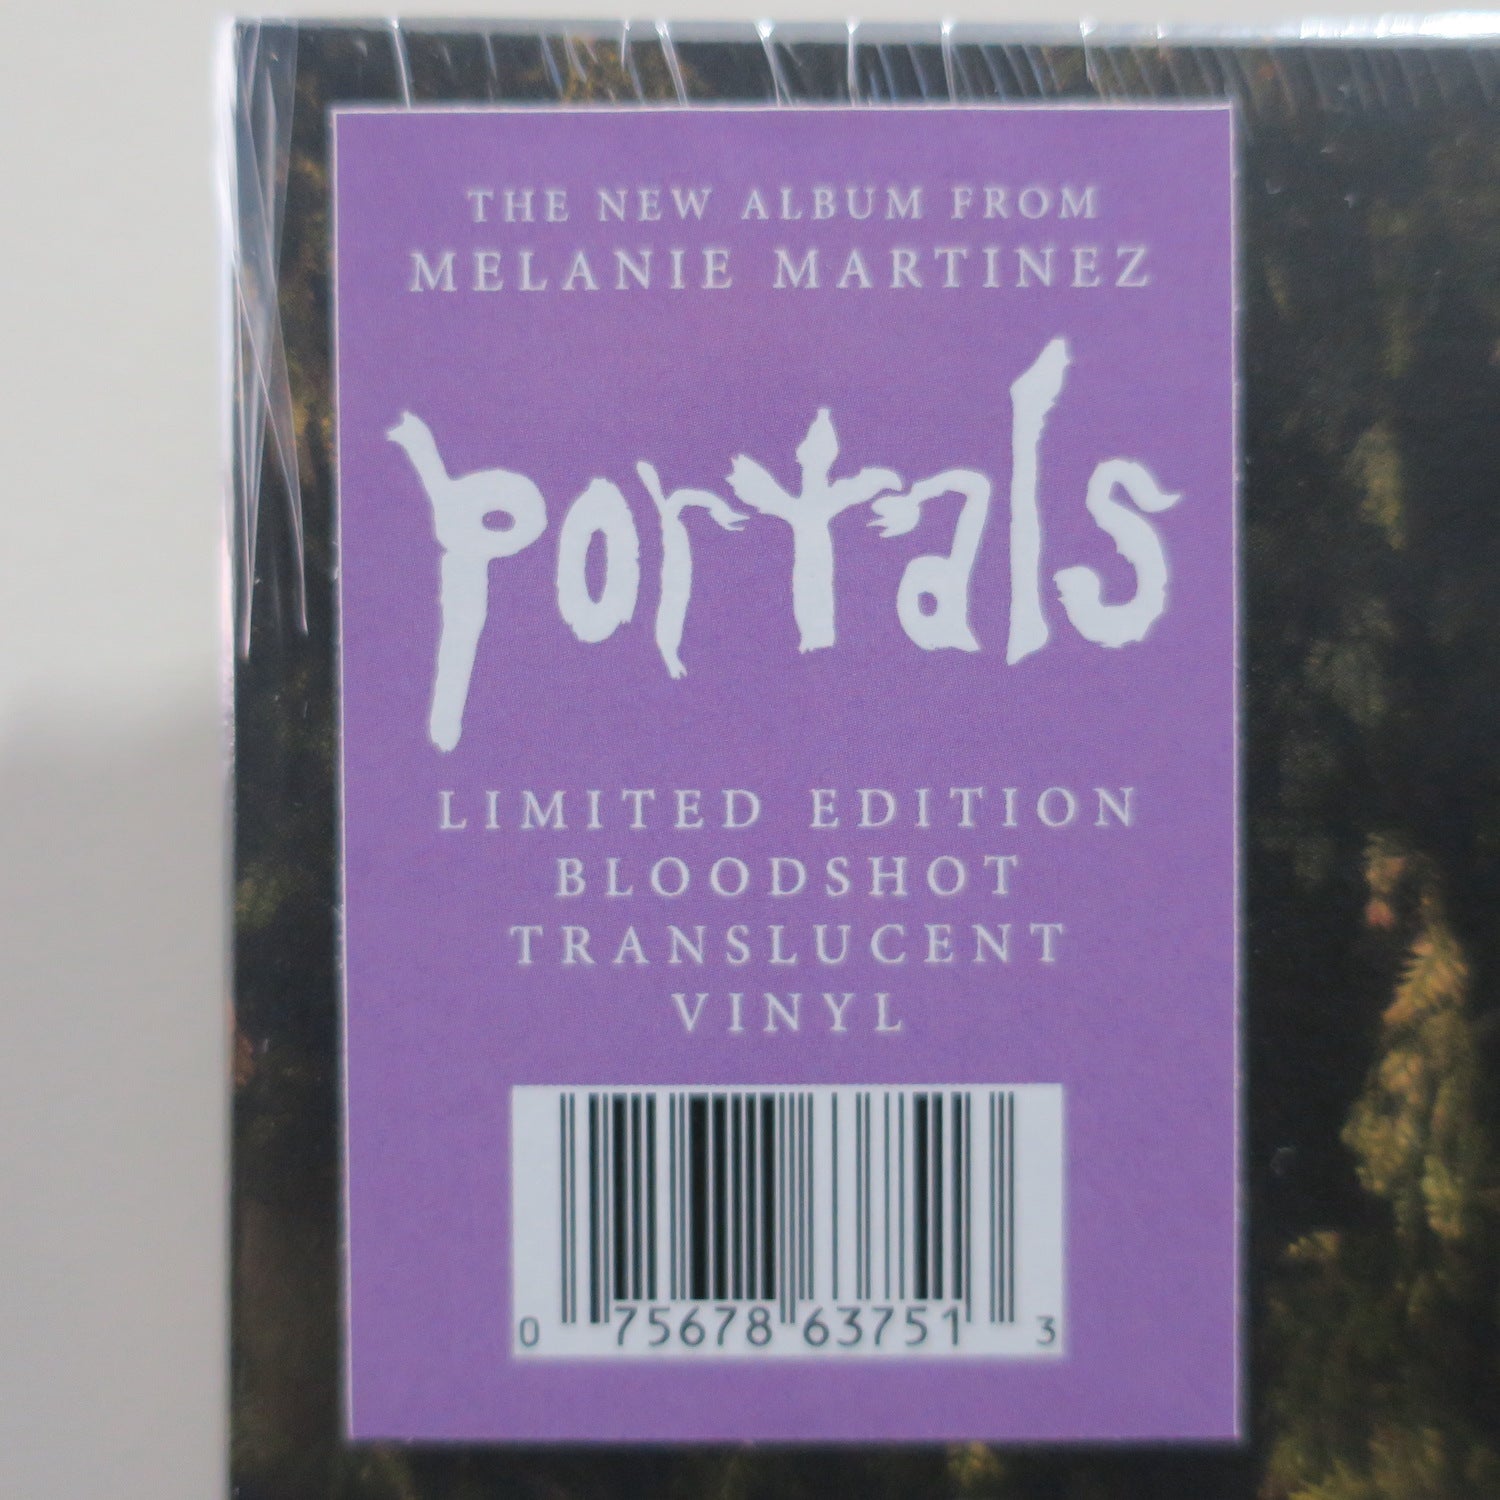 THE NEW ALBUM FROM
MELANIE MARTINEZ
portals
LIMITED EDITION
BLOODSHOT
TRANSLUCENT
VINYL
0 75678 63751 3